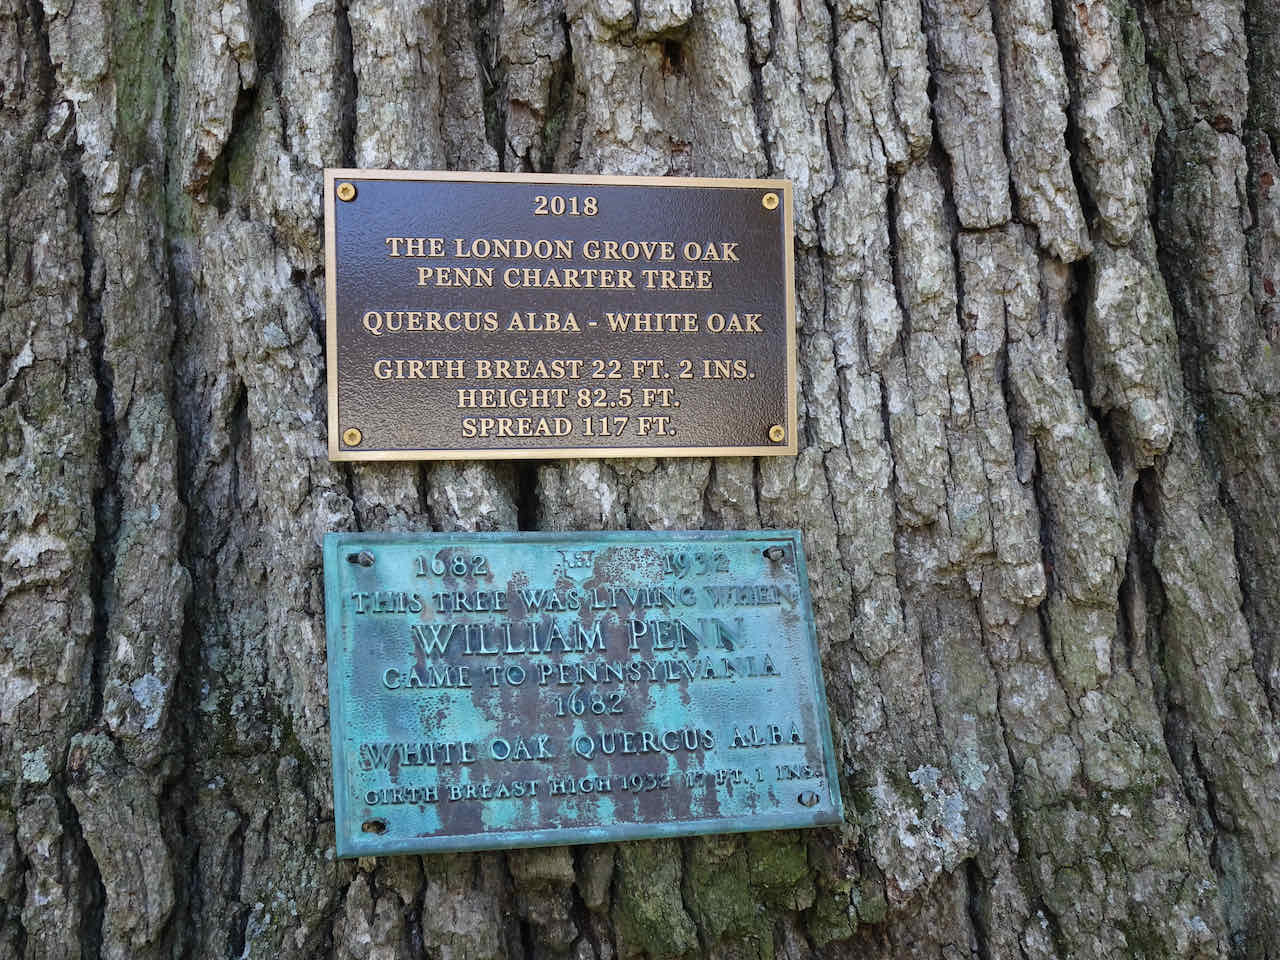 2018
THE LONDON GROVE OAK
PENN CHARTER TREE
QUERCUS ALBA - WHITE OAK
GIRTH BREAST 22 FT. 2 INS.
HEIGHT 82.5 FT.
SPREAD 117 FT.
1682 1932
THIS TREE WAS LIVING WHEN
WILLIAM PENN
CAME TO PENNSYLVANIA
1682
WHITE OAK QUERCUS ALBA
GIRTH BREAST HIGH 1932 17 FT. 1 INS.